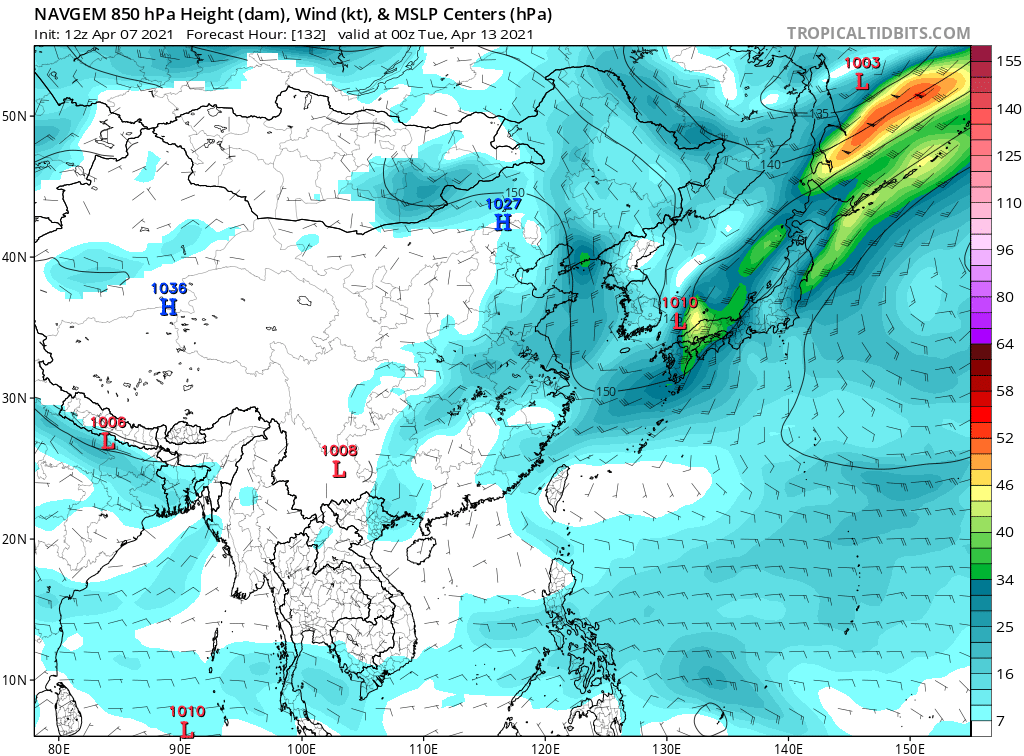 NAVGEM 850 hPa Height (dam), Wind (kt), & MSLP Centers (hPa)
Init: 12z Apr 07 2021 Forecast Hour: [132] valid at 00z Tue, Apr 13 2021
TROPICALTIDBITS.COM
1003
L
155
50N
135
140
140
125
150
1027
H
110
103
96
40N
89
1036
H
80
1010
L
14
64
58
30N
150
1006
L
1008
L
52
46
20N
40
34
25
10N
16
1010
L
7
80E
90E
100E
110E
120E
130E
140E
150E